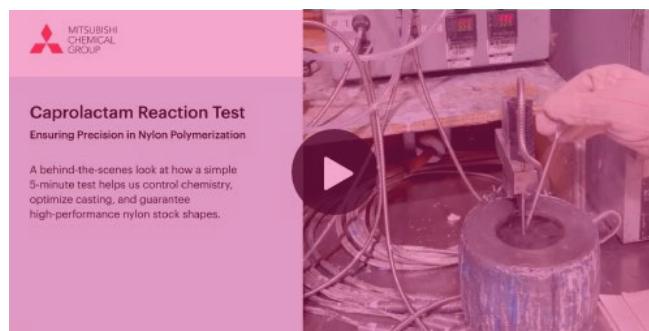 MITSUBISHI
CHEMICAL
GROUP
Caprolactam Reaction Test
Ensuring Precision in Nylon Polymerization
A behind-the-scenes look at how a simple
5-minute test helps us control chemistry,
optimize casting, and guarantee
high-performance nylon stock shapes.